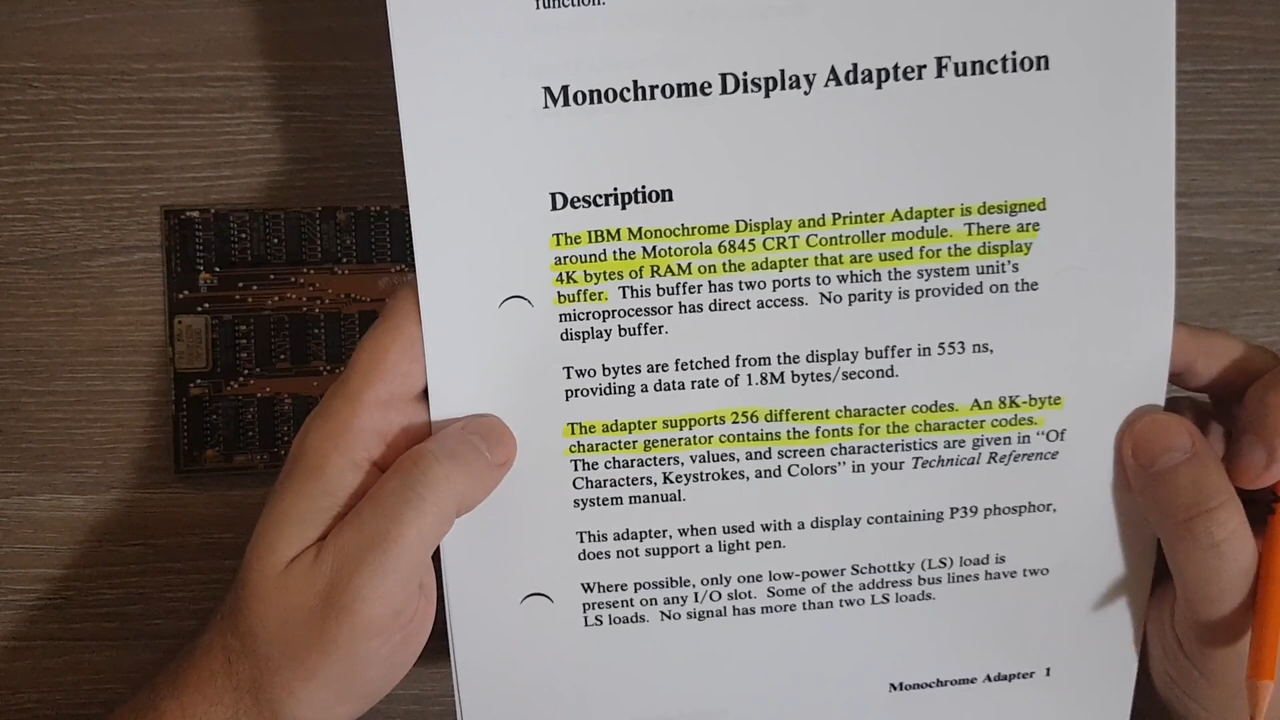 function.
Monochrome Display Adapter Function
Description
The IBM Monochrome Display and Printer Adapter is designed
around the Motorola 6845 CRT Controller module.  There are
4K bytes of RAM on the adapter that are used for the display
buffer.  This buffer has two ports to which the system unit's
microprocessor has direct access.  No parity is provided on the
display buffer.
Two bytes are fetched from the display buffer in 553 ns,
providing a data rate of 1.8M bytes/second.
The adapter supports 256 different character codes.  An 8K-byte
character generator contains the fonts for the character codes.
The characters, values, and screen characteristics are given in “Of
Characters, Keystrokes, and Colors” in your Technical Reference
system manual.
This adapter, when used with a display containing P39 phosphor,
does not support a light pen.
Where possible, only one low-power Schottky (LS) load is
present on any I/O slot.  Some of the address bus lines have two
LS loads.  No signal has more than two LS loads.
Monochrome Adapter 1